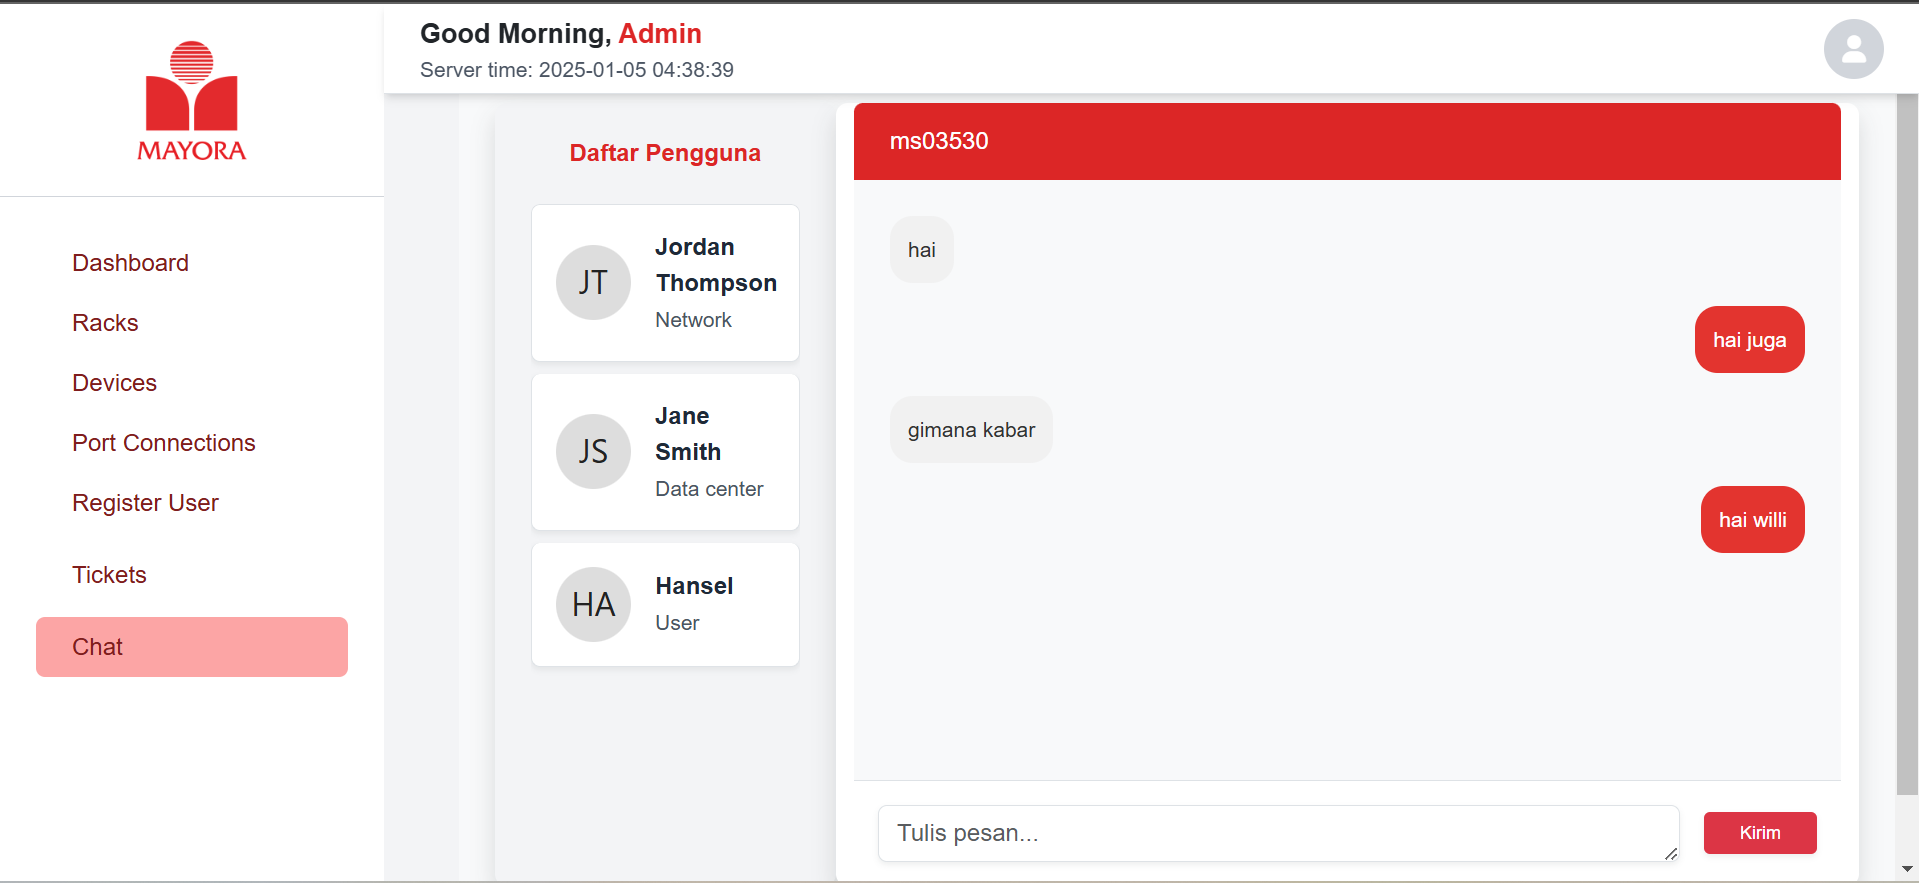 MAYORA
Dashboard
Racks
Devices
Port Connections
Register User
Tickets
Chat
Good Morning, Admin
Server time: 2025-01-05 04:38:39
Daftar Pengguna
JT
Jordan
Thompson
Network
JS
Jane
Smith
Data center
HA
Hansel
User
ms03530
hai
hai juga
gimana kabar
hai willi
Tulis pesan...
Kirim